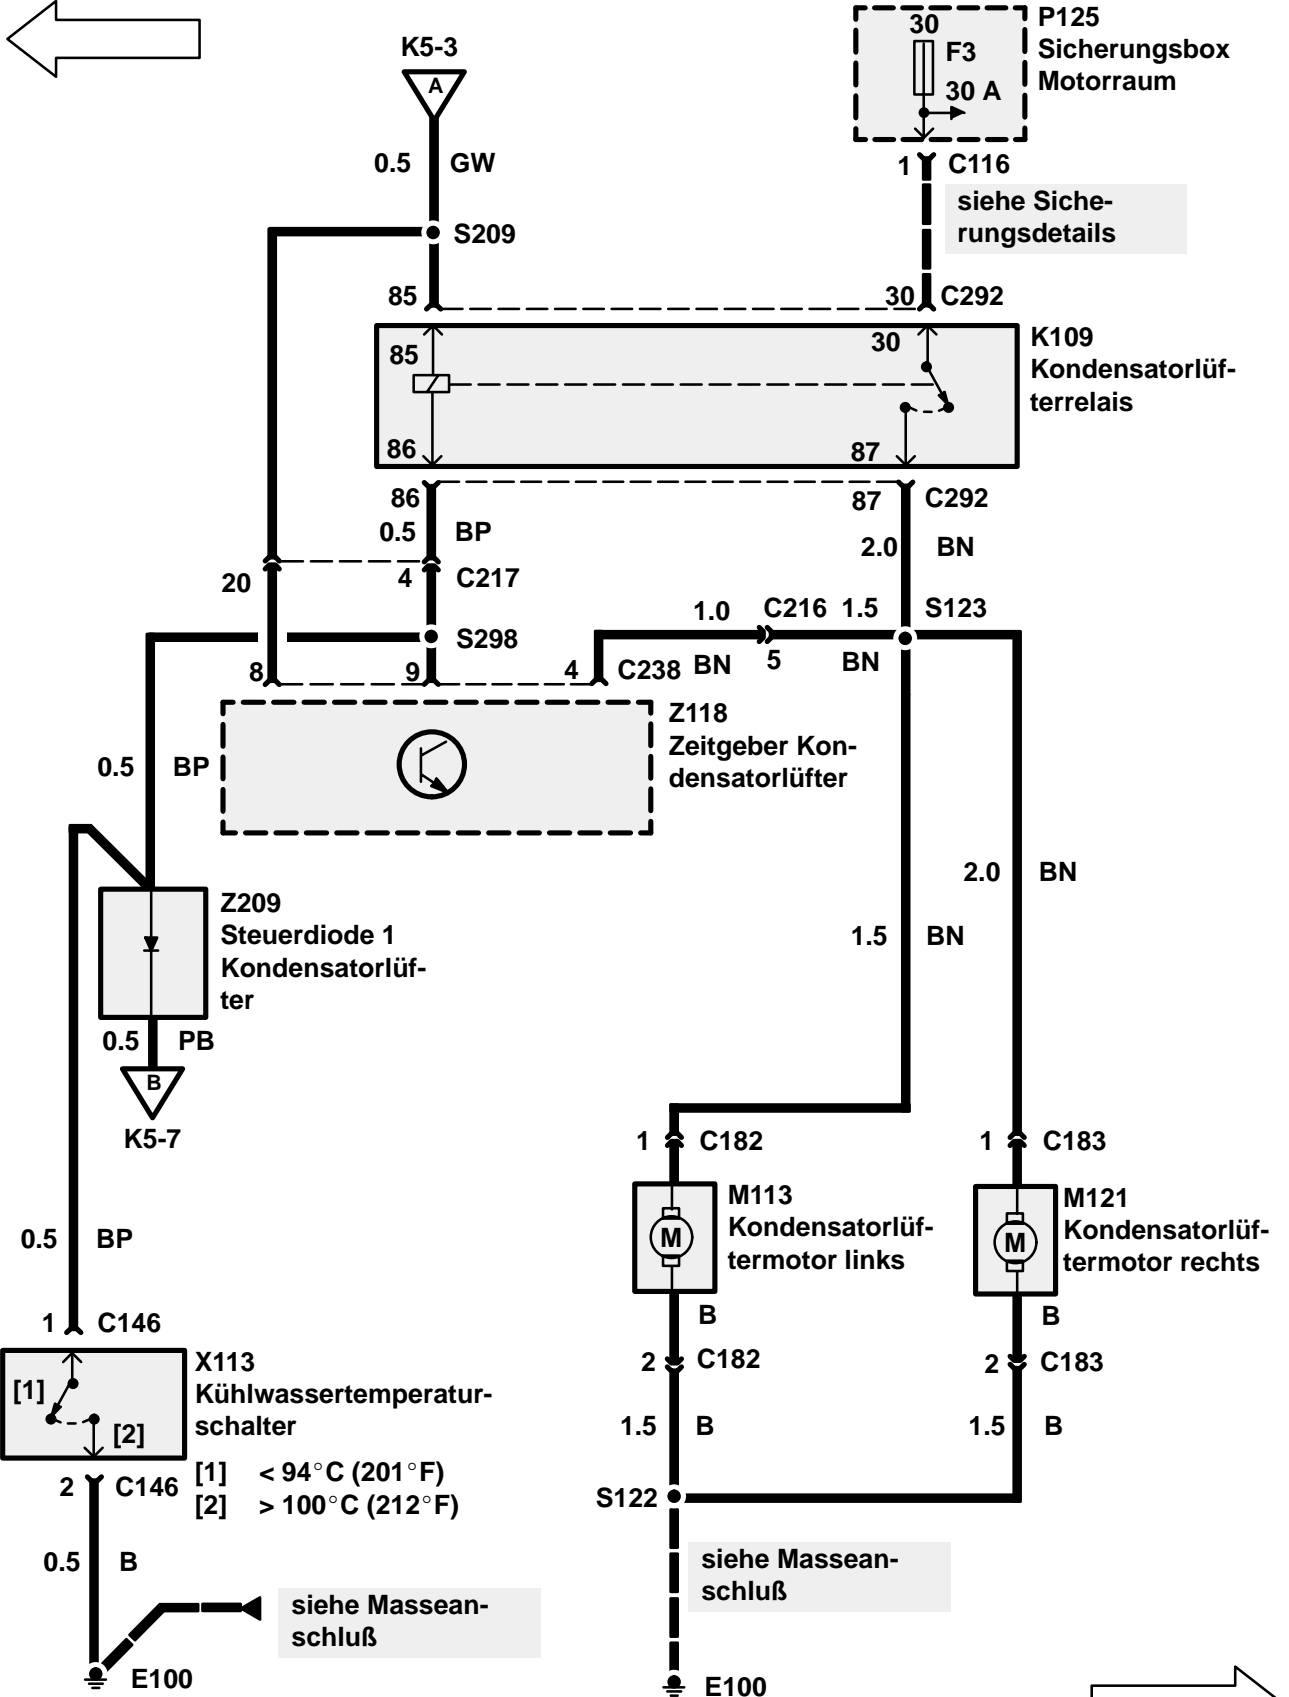 K5-3
A
0.5 GW
S209
30
F3
30 A
P125
Sicherungsbox
Motorraum
1 C116
siehe Siche-
rungsdetails
85
30 C292
85
30
86
87
K109
Kondensatorlüf-
terrelais
86
87 C292
0.5 BP
2.0 BN
20
4 C217
S298
1.0 C216 1.5 S123
BN 5 BN
8
9
4 C238
Z118
Zeitgeber Kon-
densatorlüfter
0.5 BP
2.0 BN
1.5 BN
Z209
Steuerdiode 1
Kondensatorlüf-
ter
0.5 PB
B
K5-7
0.5 BP
1 C182
1 C183
M
M113
Kondensatorlüf-
termotor links
M
M121
Kondensatorlüf-
termotor rechts
B
B
1 C146
2 C182
2 C183
[1]
[2]
X113
Kühlwassertemperatur-
schalter
[1] < 94°C (201°F)
[2] > 100°C (212°F)
2 C146
1.5 B
1.5 B
S122
0.5 B
siehe Massean-
schluß
siehe Massean-
schluß
E100
E100